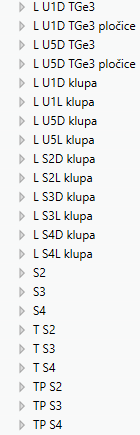 L U1D TGe3
L U1D TGe3 pločice
L U5D TGe3
L U5D TGe3 pločice
L U1D klupa
L U1L klupa
L U5D klupa
L U5L klupa
L S2D klupa
L S2L klupa
L S3D klupa
L S3L klupa
L S4D klupa
L S4L klupa
S2
S3
S4
T S2
T S3
T S4
TP S2
TP S3
TP S4